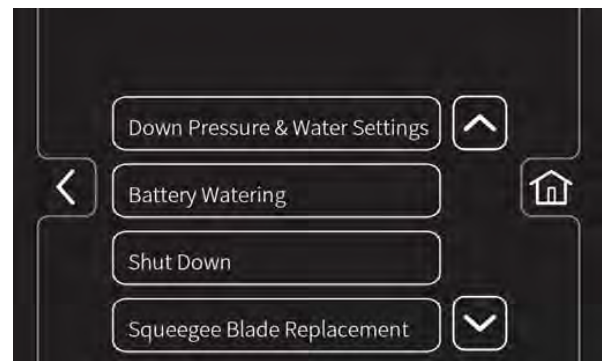 Down Pressure & Water Settings
Battery Watering
Shut Down
Squeegee Blade Replacement